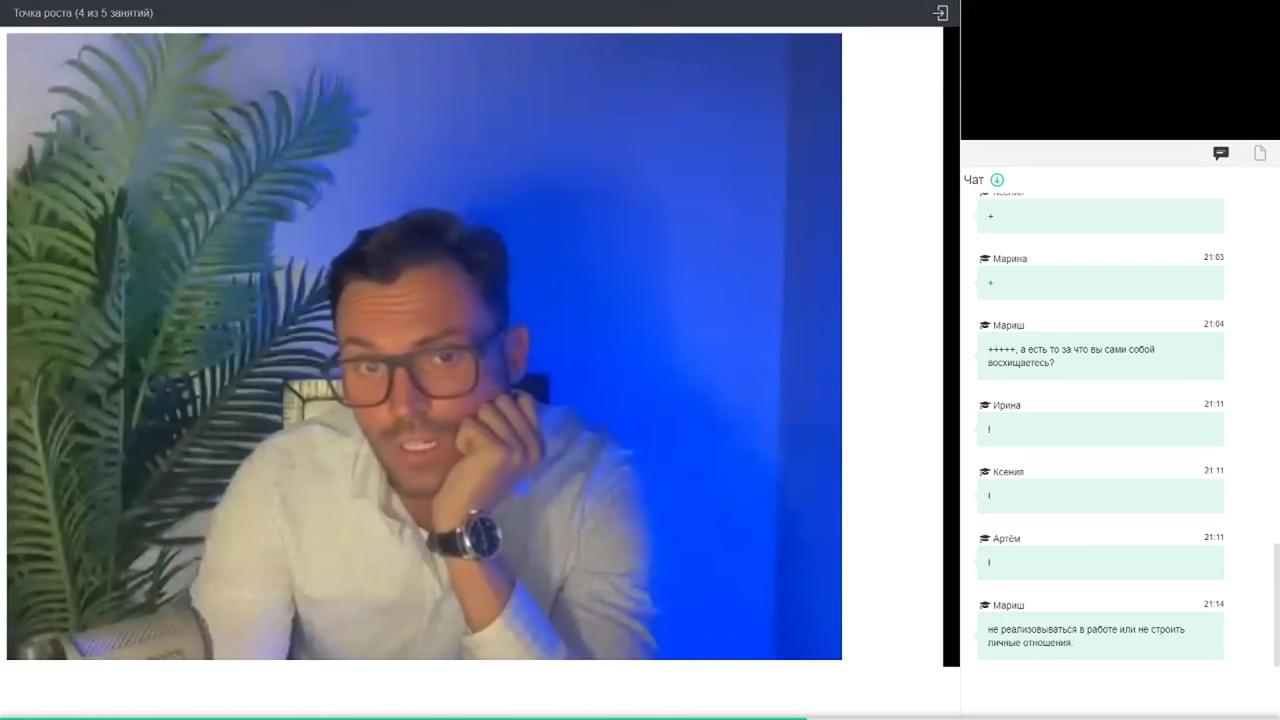 Точка роста (4 из 5 занятий)
Чат
Ксения
+
Марина
21:03
+
Мариш
21:04
+++++, а есть то за что вы сами собой
восхищаетесь?
Ирина
21:11
!
Ксения
21:11
!
Артём
21:11
!
Мариш
21:14
не реализовываться в работе или не строить
личные отношения.